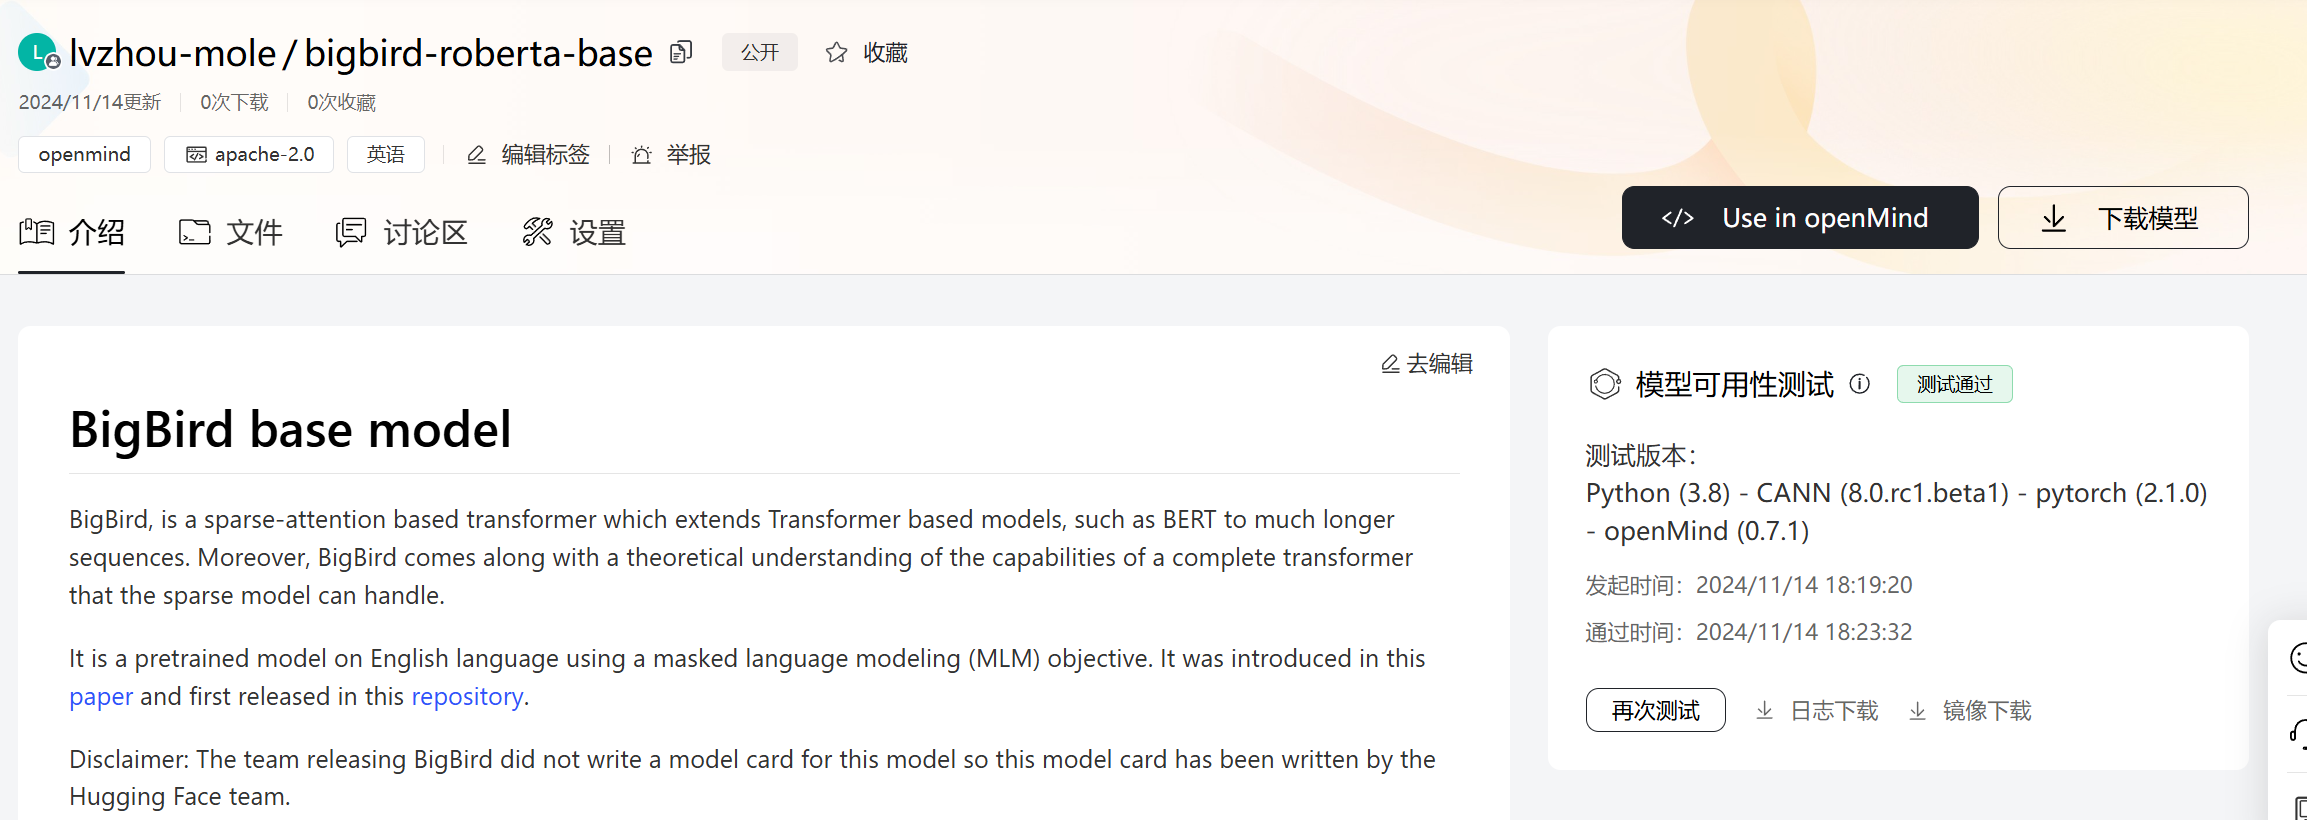 L lvzhou-mole / bigbird-roberta-base 公开 收藏
2024/11/14更新 0次下载 0次收藏
openmind apache-2.0 英语 编辑标签 举报
介绍 文件 讨论区 设置 Use in openMind 下载模型
去编辑
BigBird base model
BigBird, is a sparse-attention based transformer which extends Transformer based models, such as BERT to much longer
sequences. Moreover, BigBird comes along with a theoretical understanding of the capabilities of a complete transformer
that the sparse model can handle.
It is a pretrained model on English language using a masked language modeling (MLM) objective. It was introduced in this
paper and first released in this repository.
Disclaimer: The team releasing BigBird did not write a model card for this model so this model card has been written by the
Hugging Face team.
模型可用性测试 测试通过
测试版本：
Python (3.8) - CANN (8.0.rc1.beta1) - pytorch (2.1.0)
- openMind (0.7.1)
发起时间：2024/11/14 18:19:20
通过时间：2024/11/14 18:23:32
再次测试 日志下载 镜像下载